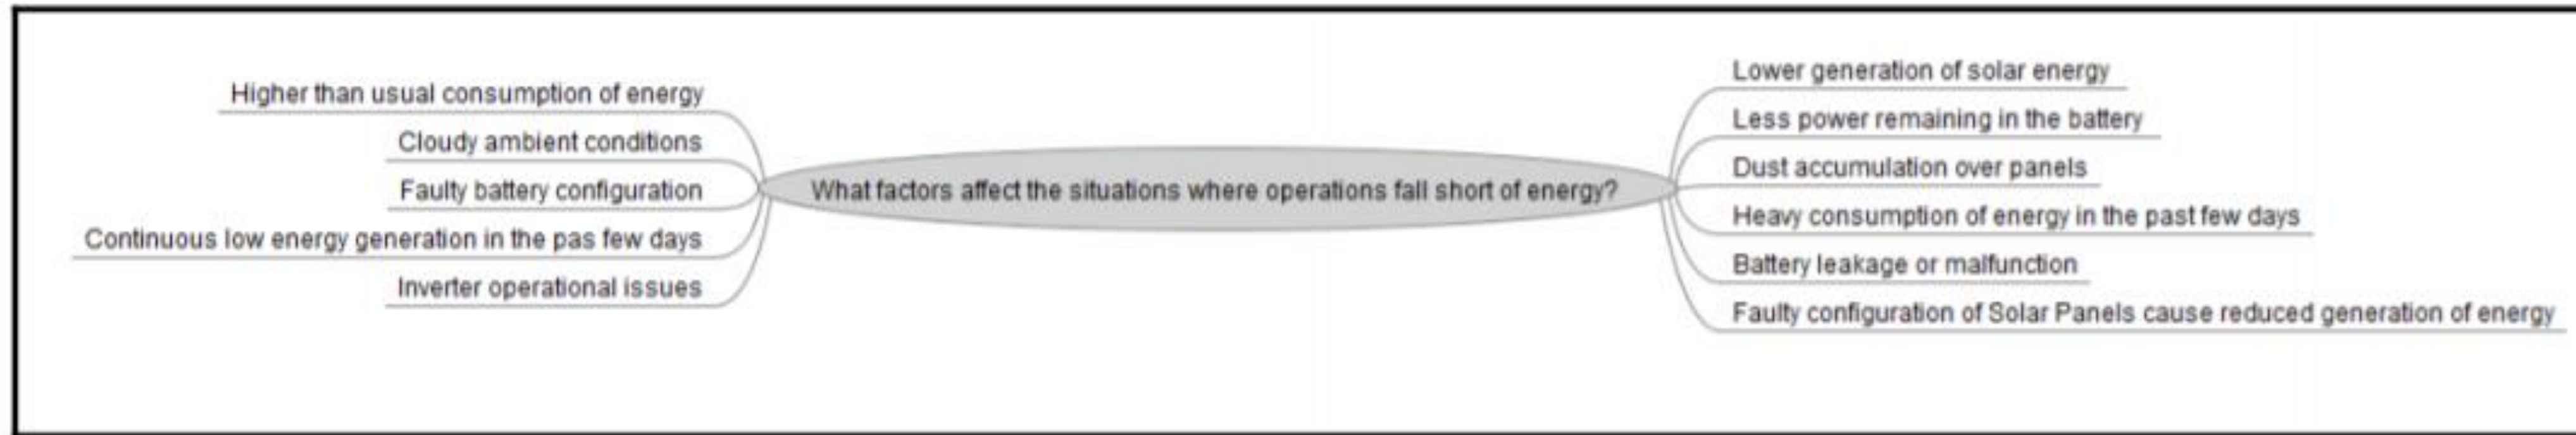 Higher than usual consumption of energy
Cloudy ambient conditions
Faulty battery configuration
Continuous low energy generation in the pas few days
Inverter operational issues
What factors affect the situations where operations fall short of energy?
Lower generation of solar energy
Less power remaining in the battery
Dust accumulation over panels
Heavy consumption of energy in the past few days
Battery leakage or malfunction
Faulty configuration of Solar Panels cause reduced generation of energy